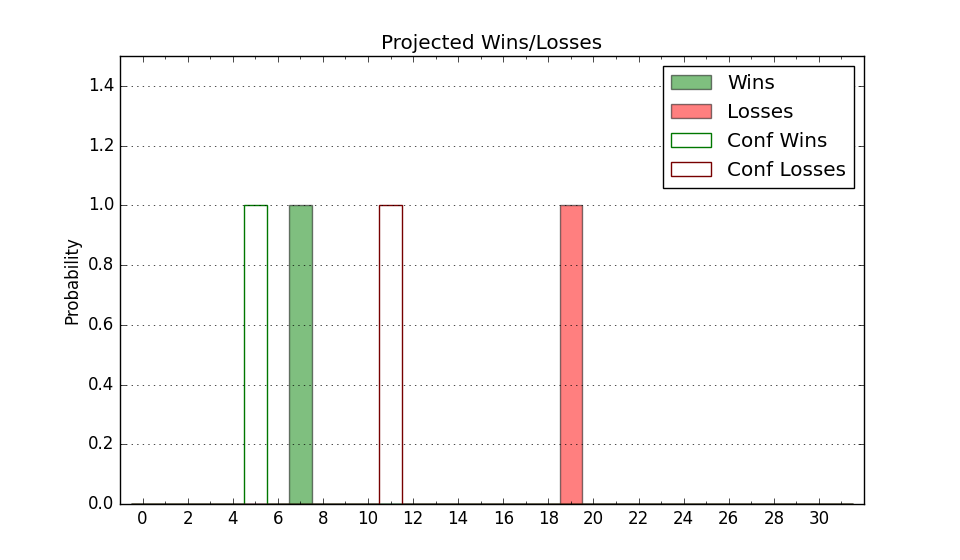 Projected Wins/Losses
Wins
Losses
Conf Wins
Conf Losses
Probability
1.4
1.2
1.0
0.8
0.6
0.4
0.2
0.0
0 2 4 6 8 10 12 14 16 18 20 22 24 26 28 30